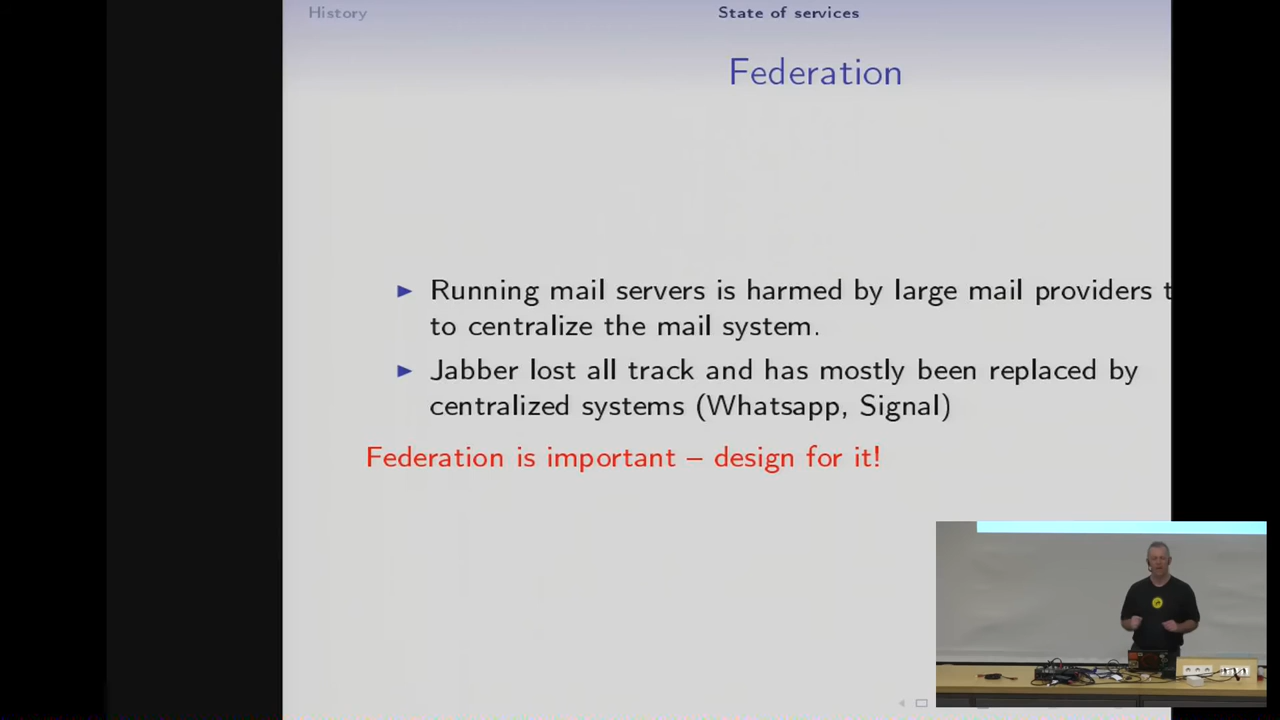 History
State of services
Federation
Running mail servers is harmed by large mail providers
to centralize the mail system.
Jabber lost all track and has mostly been replaced by
centralized systems (Whatsapp, Signal)
Federation is important – design for it!